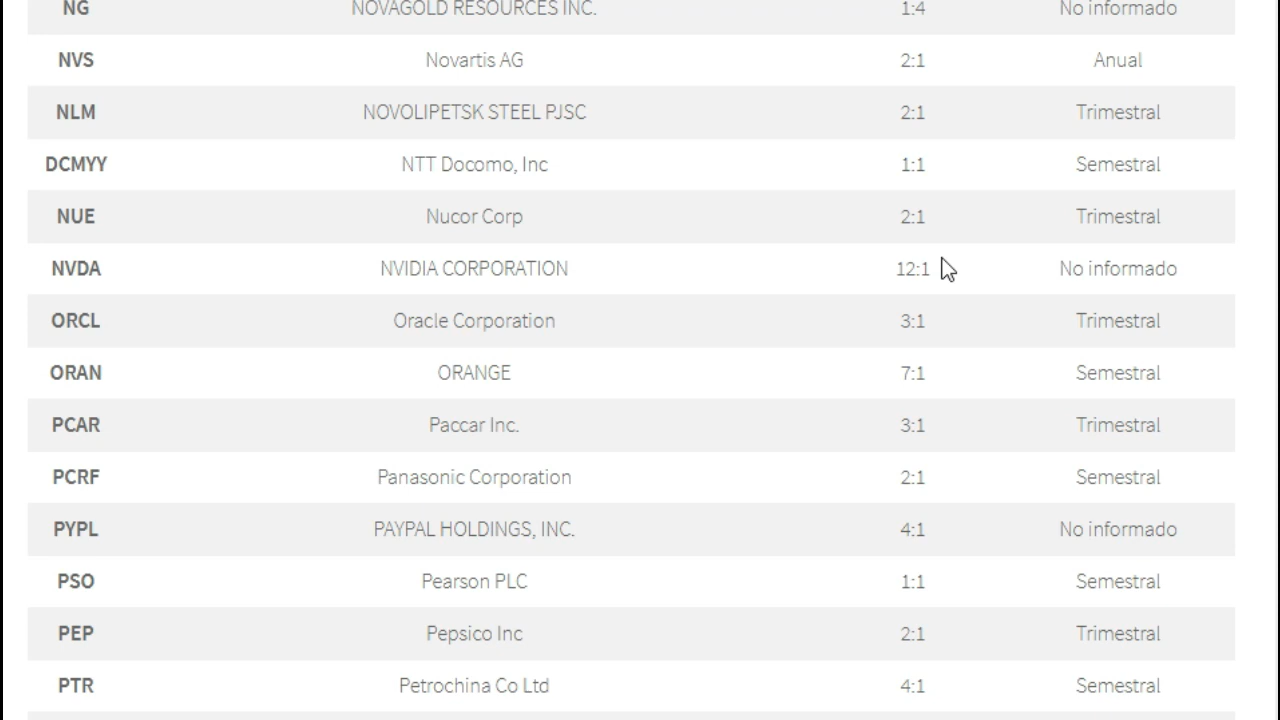 NG NOVAGOLD RESOURCES INC. 1:4 No informado
NVS Novartis AG 2:1 Anual
NLM NOVOLIPETSK STEEL PJSC 2:1 Trimestral
DCMYY NTT Docomo, Inc 1:1 Semestral
NUE Nucor Corp 2:1 Trimestral
NVDA NVIDIA CORPORATION 12:1 No informado
ORCL Oracle Corporation 3:1 Trimestral
ORAN ORANGE 7:1 Semestral
PCAR Paccar Inc. 3:1 Trimestral
PCRF Panasonic Corporation 2:1 Semestral
PYPL PAYPAL HOLDINGS, INC. 4:1 No informado
PSO Pearson PLC 1:1 Semestral
PEP Pepsico Inc 2:1 Trimestral
PTR Petrochina Co Ltd 4:1 Semestral